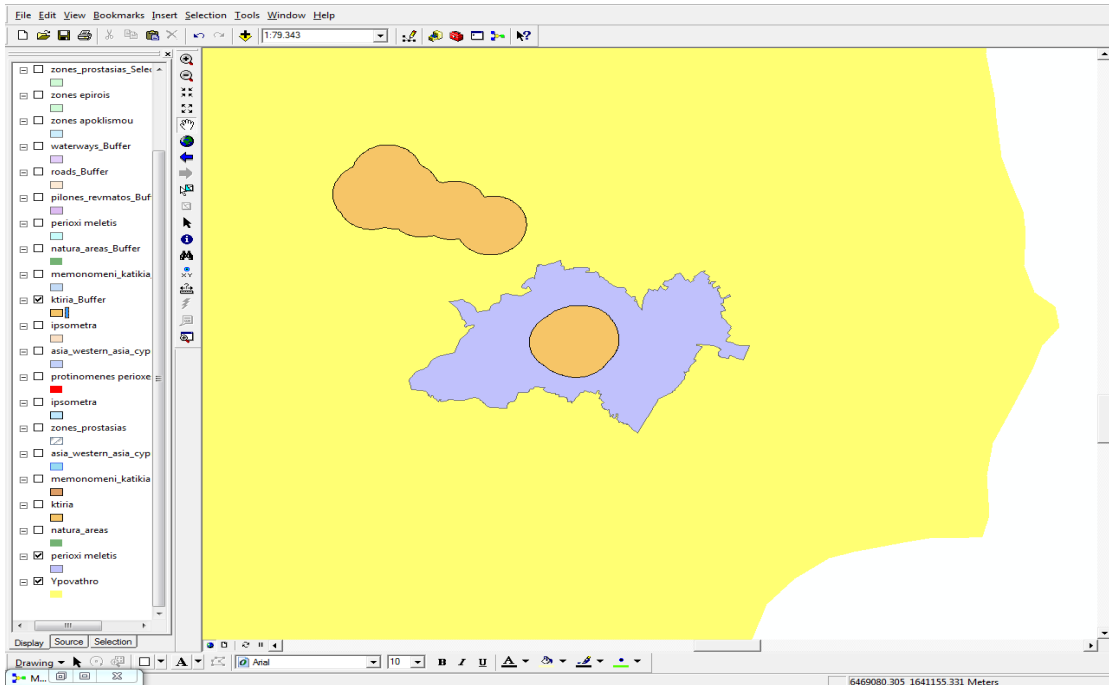 File Edit View Bookmarks Insert Selection Tools Window Help
1:79.343
zones_prostasias_Selec
zones epirois
zones apoklismou
waterways_Buffer
roads_Buffer
pilones_revmatos_Buf
perioxi meletis
natura_areas_Buffer
memonomeni_katikia_
ktiria_Buffer
ipsometra
asia_western_asia_cyp
protinomenes perioxe
ipsometra
zones_prostasias
asia_western_asia_cyp
memonomeni_katikia
ktiria
natura_areas
perioxi meletis
Ypovathro
Display Source Selection
Drawing A Arial 10 B I U A
M...
6469080.305 1641155.331 Meters